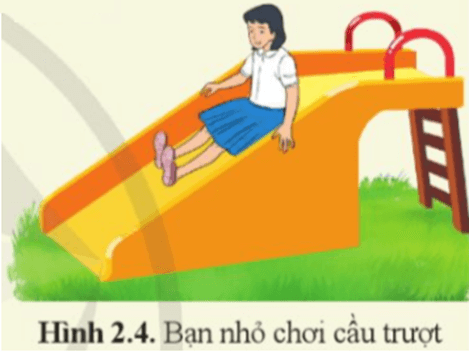 Hình 2.4. Bạn nhỏ chơi cầu trượt